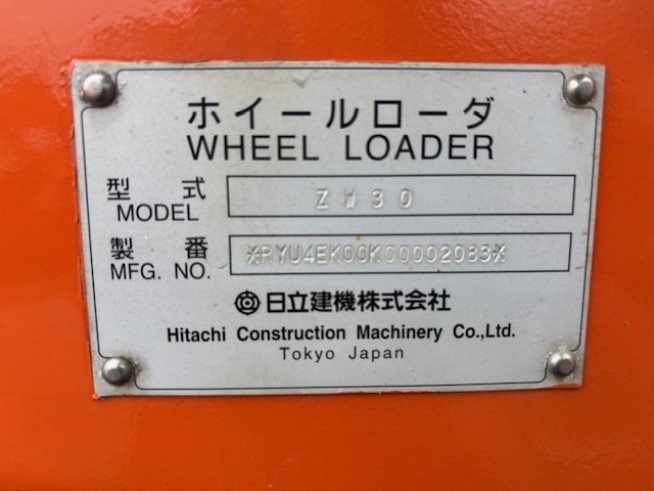 ホイールローダ
WHEEL LOADER
型式 ZW30
MODEL
製番 *RYU4EK00K00002083*
MFG. NO.
日立建機株式会社
Hitachi Construction Machinery Co.,Ltd.
Tokyo Japan